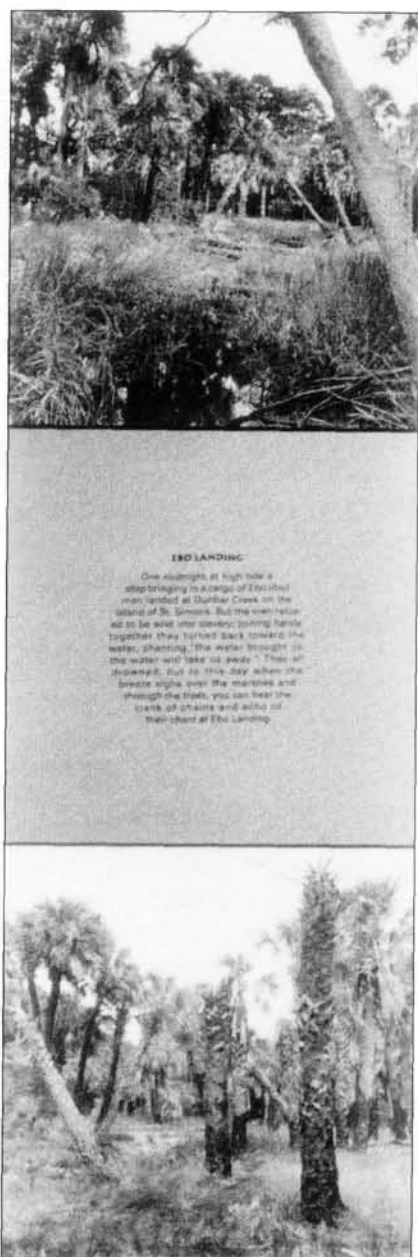 EBO LANDING
One midnight at high tide a
ship bringing in a cargo of Ebo (Ibo)
men landed at Dunbar Creek on the
Island of St. Simons. But the men refus-
ed to be sold into slavery; joining hands
together they turned back toward the
water, chanting, "the water brought us,
the water will take us away." They all
drowned, but to this day when the
breeze sighs over the marshes and
through the trees, you can hear the
clank of chains and echo of
their chant at Ebo Landing.